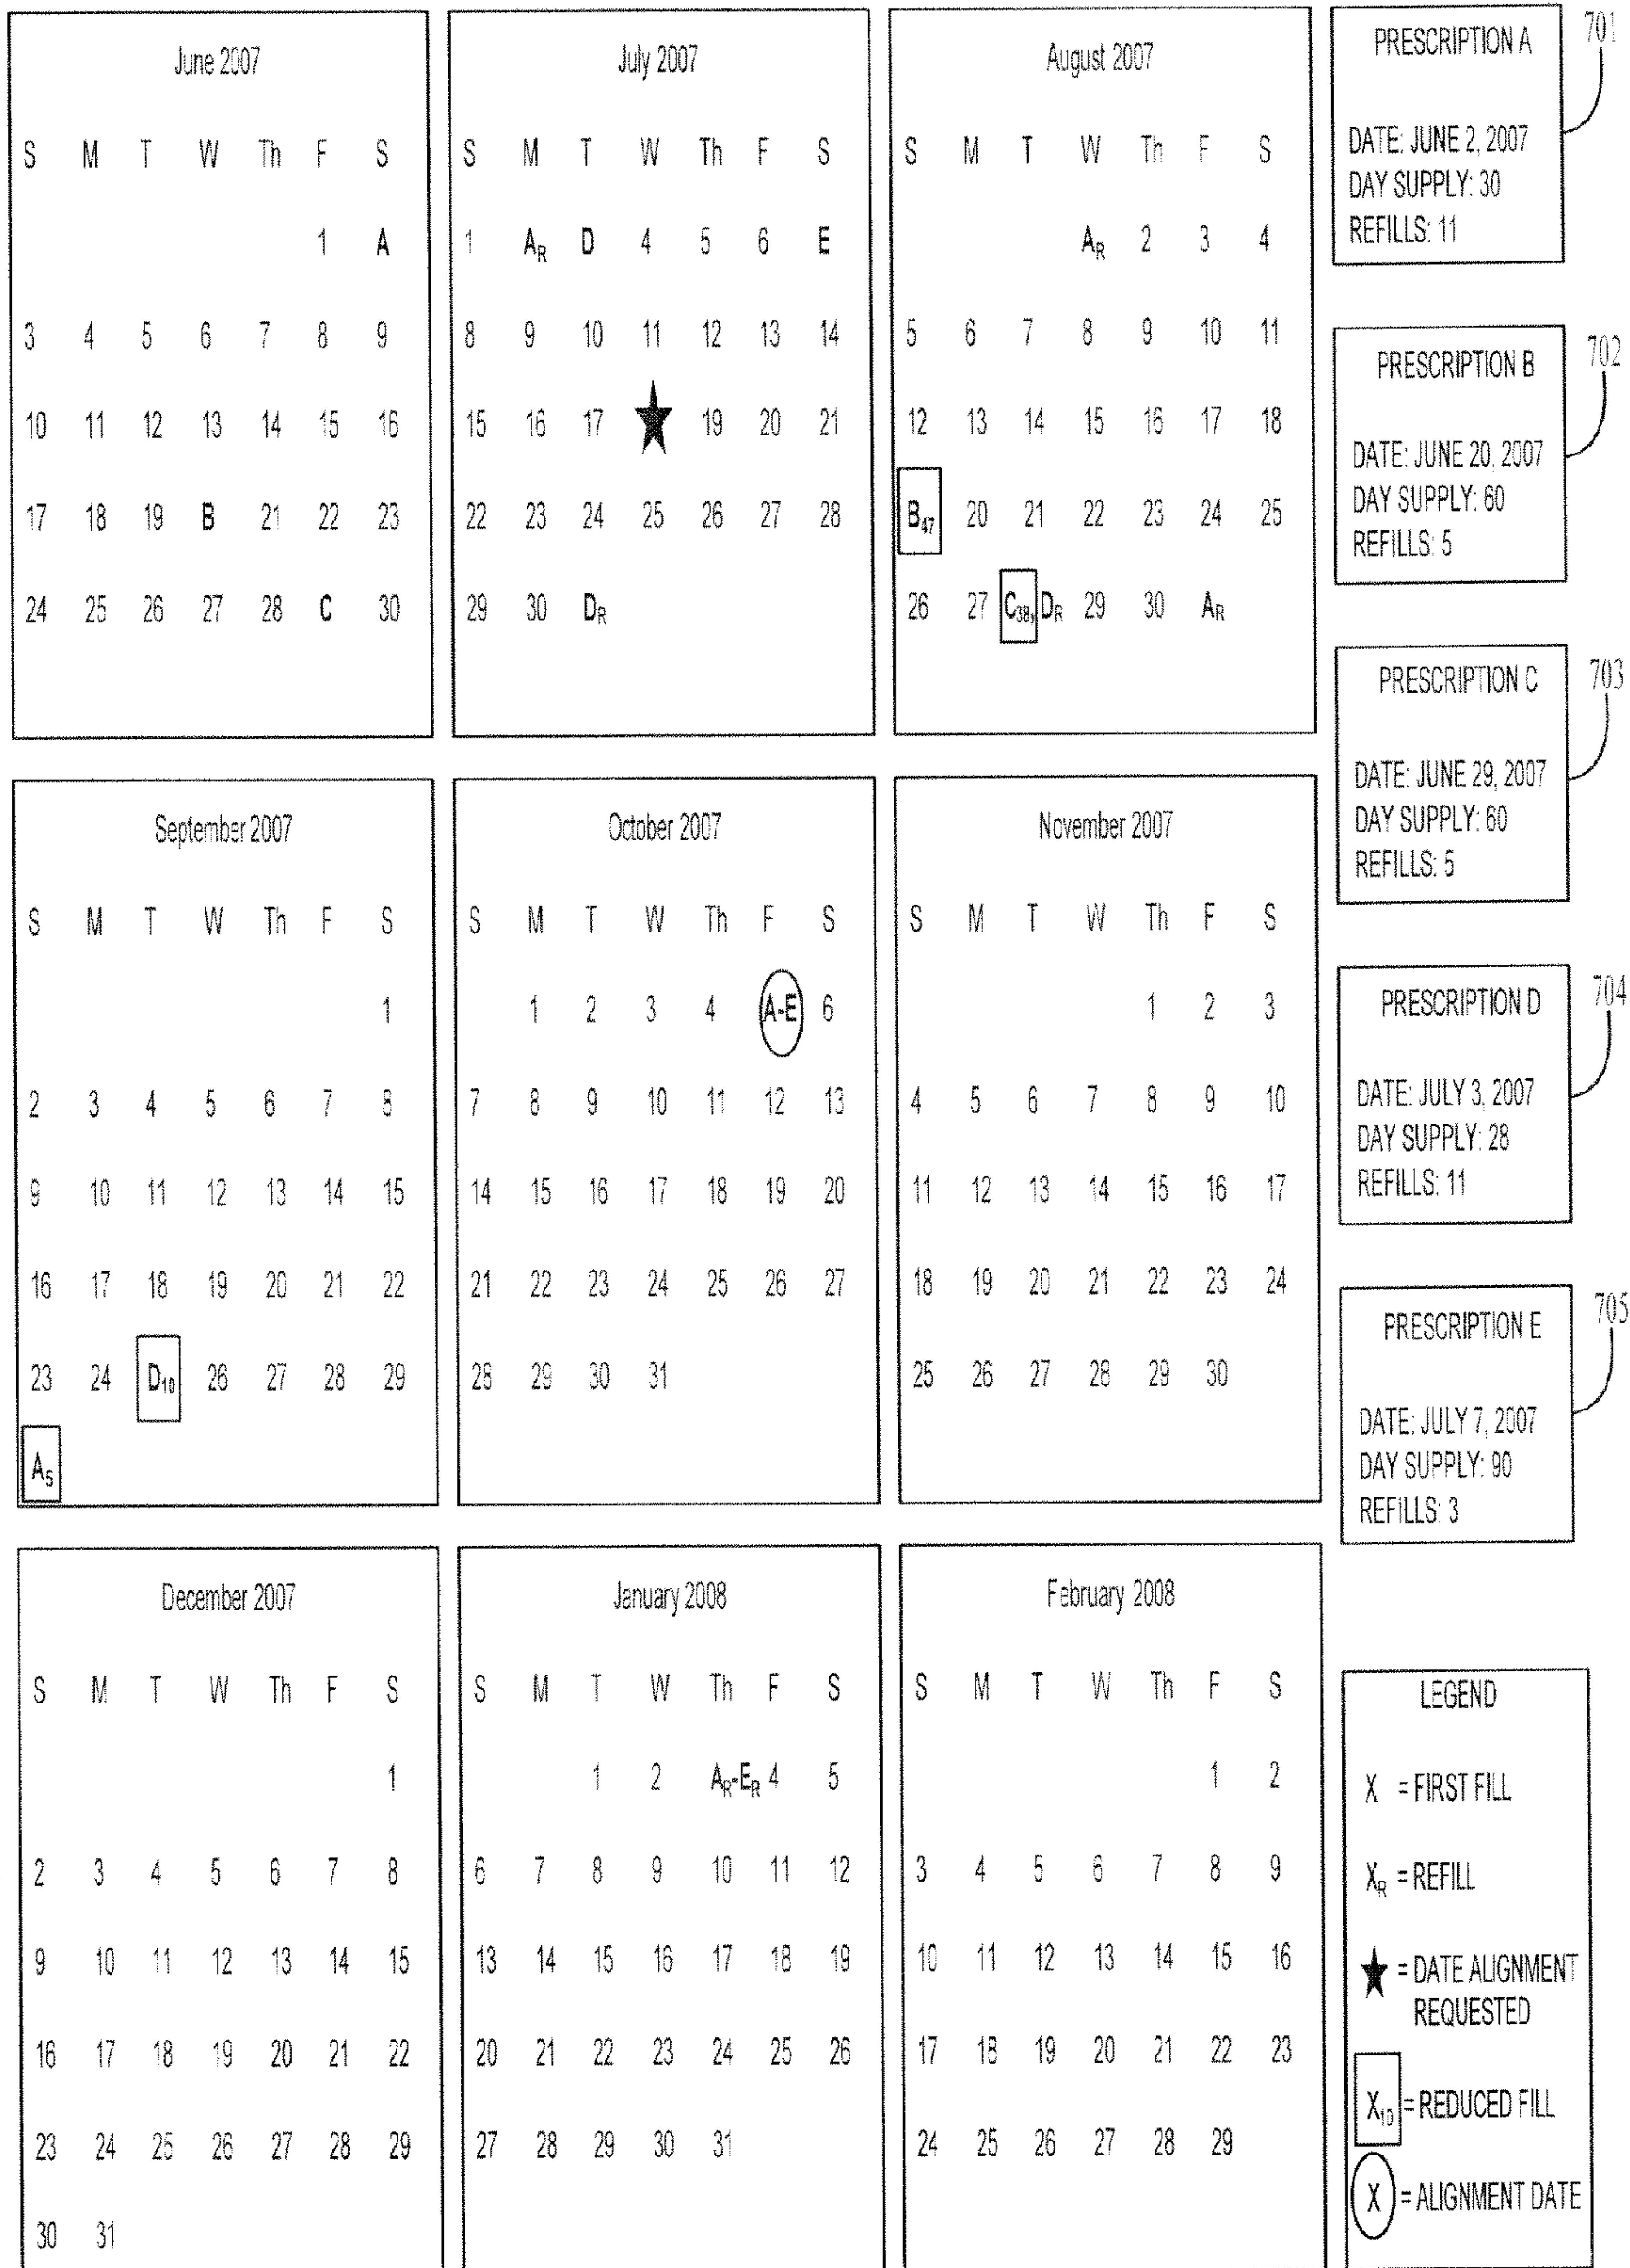 June 2007
S M T W Th F S
1 A
3 4 5 6 7 8 9
10 11 12 13 14 15 16
17 18 19 B 21 22 23
24 25 26 27 28 C 30
July 2007
S M T W Th F S
1 AR D 4 5 6 E
8 9 10 11 12 13 14
15 16 17 ★ 19 20 21
22 23 24 25 26 27 28
29 30 DR
August 2007
S M T W Th F S
AR 2 3 4
5 6 7 8 9 10 11
12 13 14 15 16 17 18
B47 20 21 22 23 24 25
26 27 C38, DR 29 30 AR
PRESCRIPTION A
DATE: JUNE 2, 2007
DAY SUPPLY: 30
REFILLS: 11
701
PRESCRIPTION B
DATE: JUNE 20, 2007
DAY SUPPLY: 60
REFILLS: 5
702
PRESCRIPTION C
DATE: JUNE 29, 2007
DAY SUPPLY: 60
REFILLS: 5
703
September 2007
S M T W Th F S
1
2 3 4 5 6 7 8
9 10 11 12 13 14 15
16 17 18 19 20 21 22
23 24 D10 26 27 28 29
A5
October 2007
S M T W Th F S
1 2 3 4 A-E 6
7 8 9 10 11 12 13
14 15 16 17 18 19 20
21 22 23 24 25 26 27
28 29 30 31
November 2007
S M T W Th F S
1 2 3
4 5 6 7 8 9 10
11 12 13 14 15 16 17
18 19 20 21 22 23 24
25 26 27 28 29 30
PRESCRIPTION D
DATE: JULY 3, 2007
DAY SUPPLY: 28
REFILLS: 11
704
PRESCRIPTION E
DATE: JULY 7, 2007
DAY SUPPLY: 90
REFILLS: 3
705
December 2007
S M T W Th F S
1
2 3 4 5 6 7 8
9 10 11 12 13 14 15
16 17 18 19 20 21 22
23 24 25 26 27 28 29
30 31
January 2008
S M T W Th F S
1 2 AR-ER 4 5
6 7 8 9 10 11 12
13 14 15 16 17 18 19
20 21 22 23 24 25 26
27 28 29 30 31
February 2008
S M T W Th F S
1 2
3 4 5 6 7 8 9
10 11 12 13 14 15 16
17 18 19 20 21 22 23
24 25 26 27 28 29
LEGEND
X = FIRST FILL
XR = REFILL
★ = DATE ALIGNMENT
REQUESTED
X10 = REDUCED FILL
X = ALIGNMENT DATE